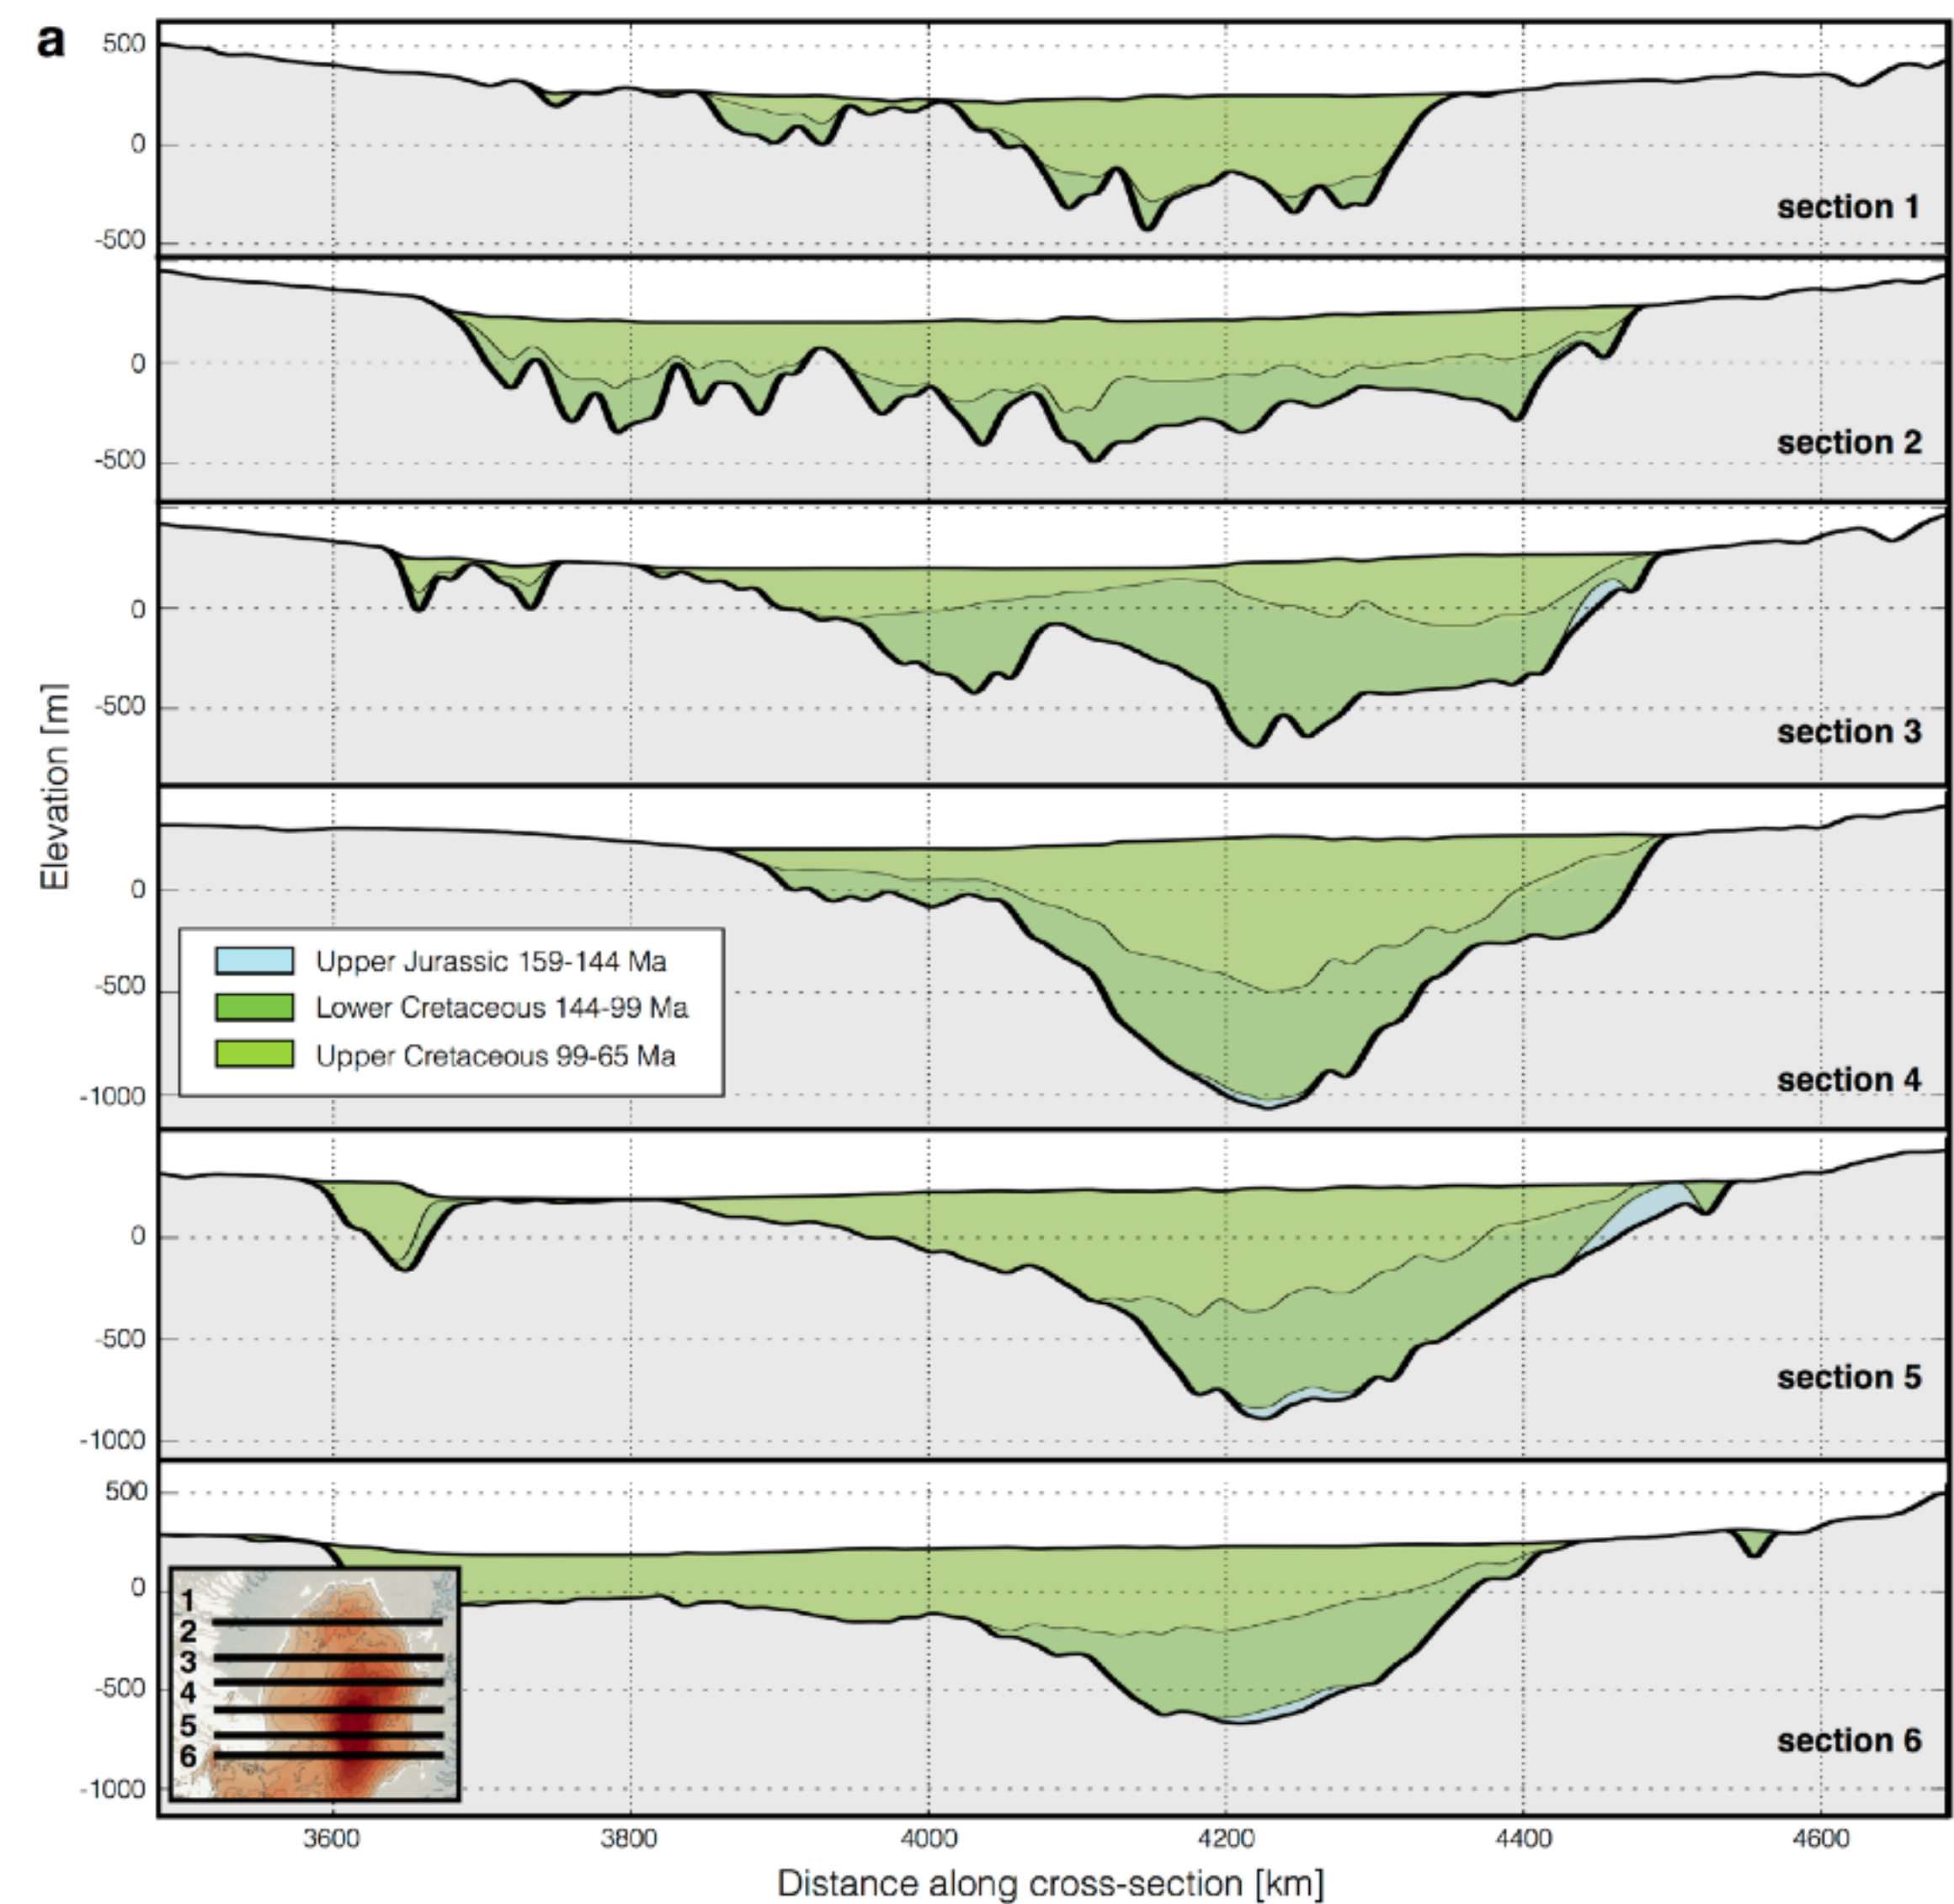 a
500
0
-500
section 1
0
-500
section 2
0
-500
section 3
Elevation [m]
0
-500
-1000
Upper Jurassic 159-144 Ma
Lower Cretaceous 144-99 Ma
Upper Cretaceous 99-65 Ma
section 4
0
-500
-1000
section 5
500
0
-500
-1000
1
2
3
4
5
6
section 6
3600 3800 4000 4200 4400 4600
Distance along cross-section [km]